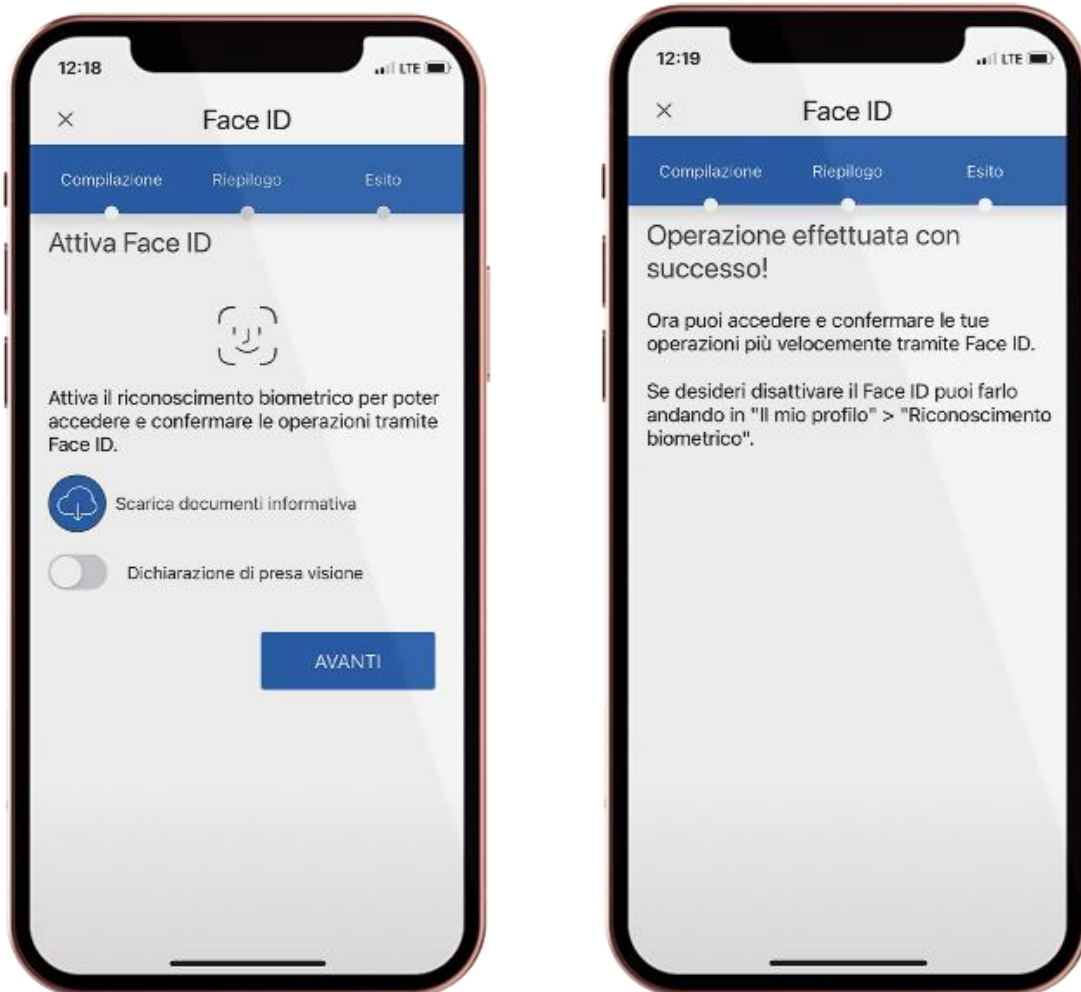 12:18
LTE
Face ID
Compilazione Riepilogo Esito
Attiva Face ID
Attiva il riconoscimento biometrico per poter
accedere e confermare le operazioni tramite
Face ID.
Scarica documenti informativa
Dichiarazione di presa visione
AVANTI
12:19
LTE
Face ID
Compilazione Riepilogo Esito
Operazione effettuata con
successo!
Ora puoi accedere e confermare le tue
operazioni più velocemente tramite Face ID.
Se desideri disattivare il Face ID puoi farlo
andando in "Il mio profilo" > "Riconoscimento
biometrico".